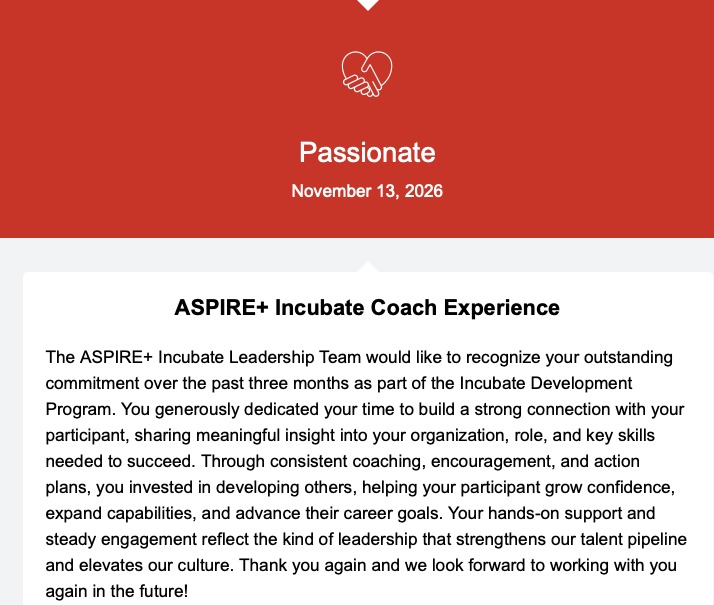 Passionate
November 13, 2026
ASPIRE+ Incubate Coach Experience
The ASPIRE+ Incubate Leadership Team would like to recognize your outstanding
commitment over the past three months as part of the Incubate Development
Program. You generously dedicated your time to build a strong connection with your
participant, sharing meaningful insight into your organization, role, and key skills
needed to succeed. Through consistent coaching, encouragement, and action
plans, you invested in developing others, helping your participant grow confidence,
expand capabilities, and advance their career goals. Your hands-on support and
steady engagement reflect the kind of leadership that strengthens our talent pipeline
and elevates our culture. Thank you again and we look forward to working with you
again in the future!